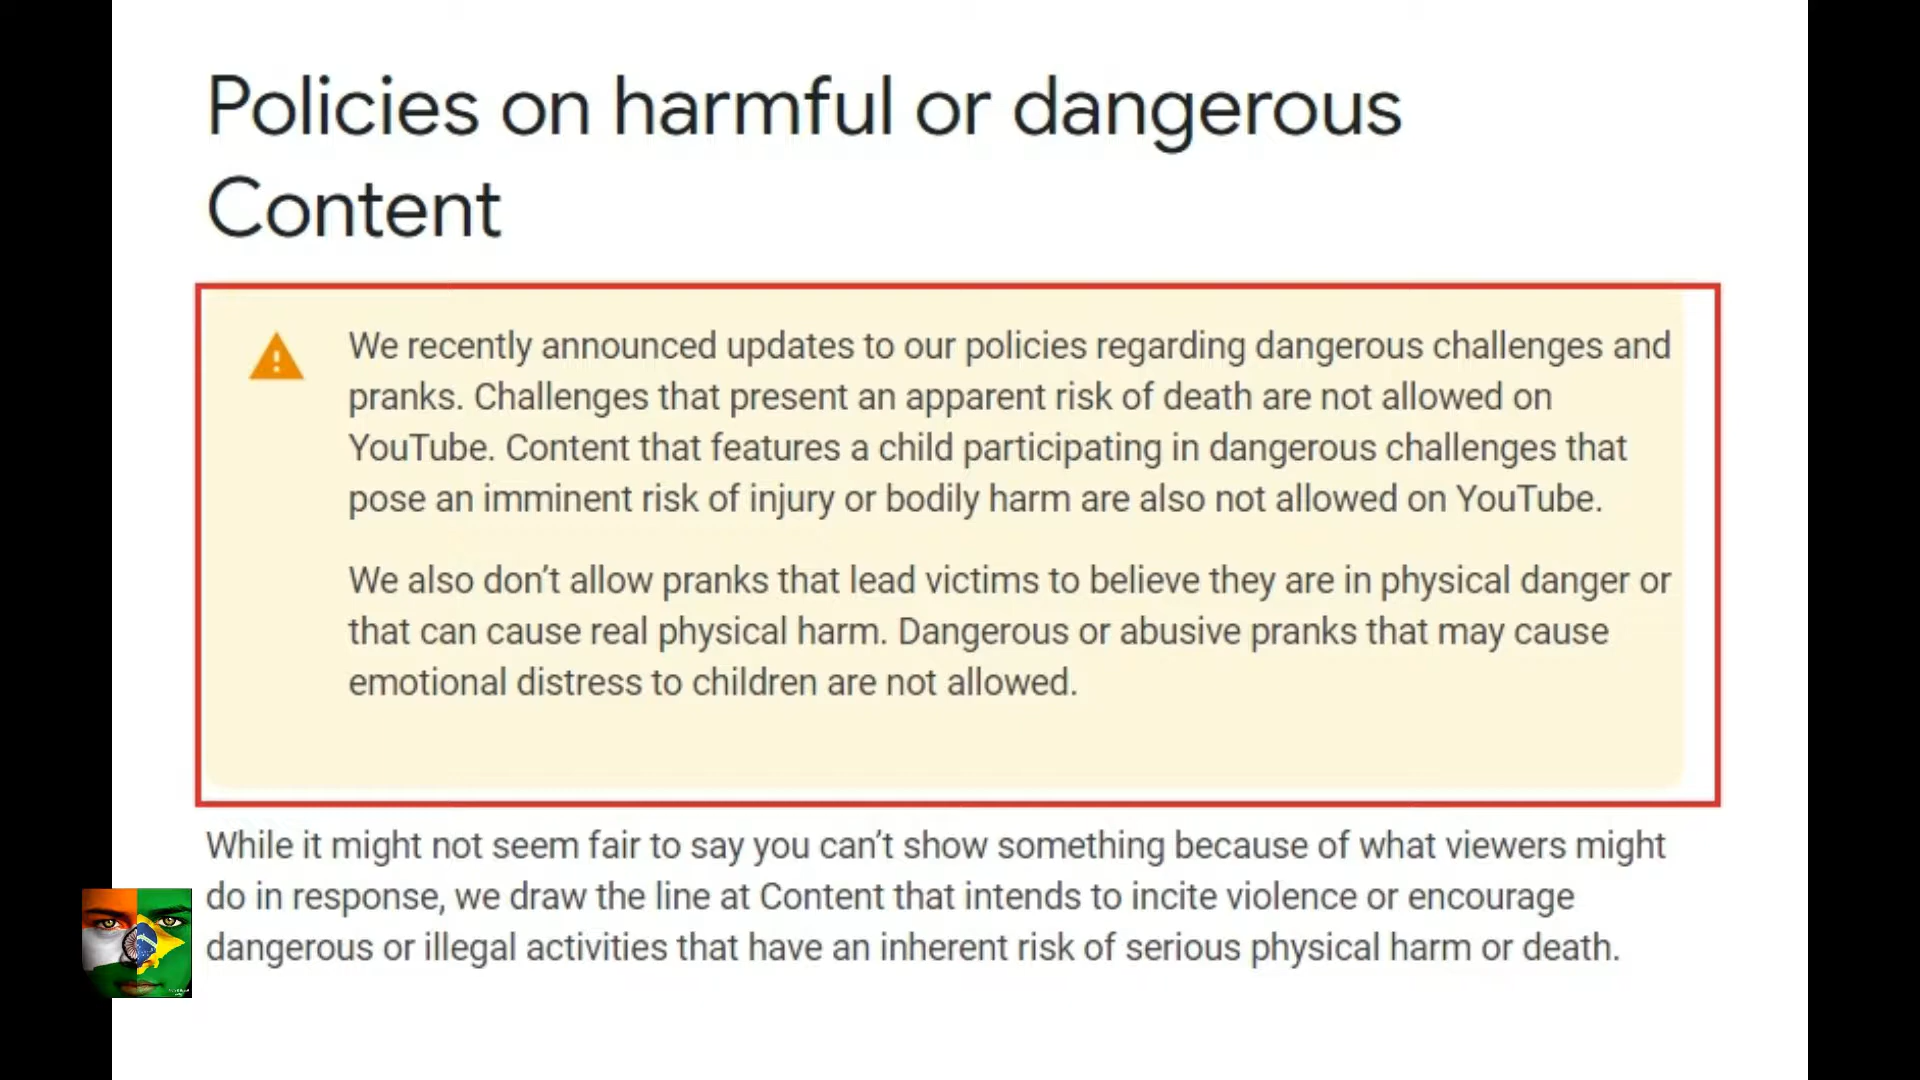 Policies on harmful or dangerous
Content
We recently announced updates to our policies regarding dangerous challenges and
pranks. Challenges that present an apparent risk of death are not allowed on
YouTube. Content that features a child participating in dangerous challenges that
pose an imminent risk of injury or bodily harm are also not allowed on YouTube.
We also don’t allow pranks that lead victims to believe they are in physical danger or
that can cause real physical harm. Dangerous or abusive pranks that may cause
emotional distress to children are not allowed.
While it might not seem fair to say you can’t show something because of what viewers might
do in response, we draw the line at Content that intends to incite violence or encourage
dangerous or illegal activities that have an inherent risk of serious physical harm or death.